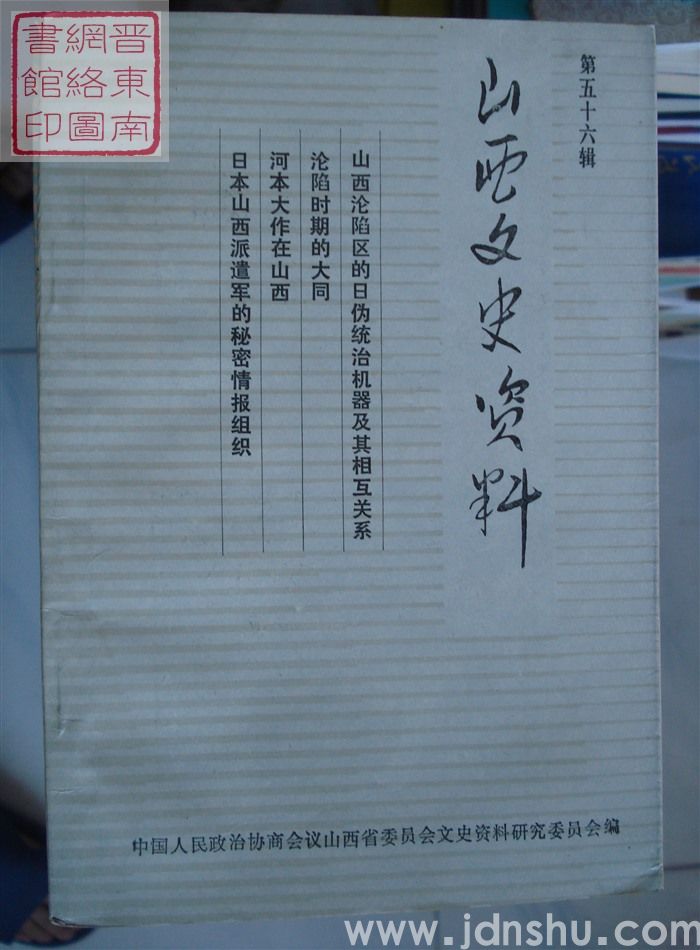 第五十六辑
山西文史资料
山西沦陷区的日伪统治机器及其相互关系
沦陷时期的大同
河本大作在山西
日本山西派遣军的秘密情报组织
中国人民政治协商会议山西省委员会文史资料研究委员会编
晋東南
網絡圖
書館印
www.jdnshu.com